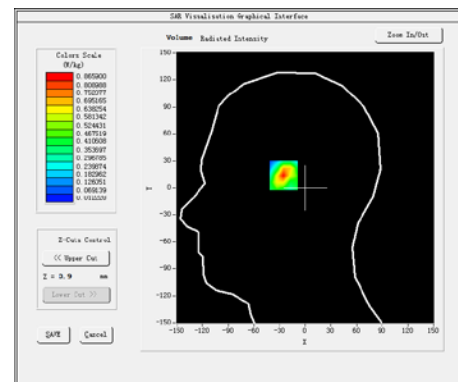 SAR Visualisation Graphical Interface
Volume Radiated Intensity
Zoom In/Out
Colors Scale
(W/kg)
0.865900
0.808988
0.752077
0.695165
0.638254
0.581342
0.524431
0.467519
0.410608
0.353697
0.296785
0.239874
0.182962
0.126051
0.069139
Z-Cuts Control
<< Upper Cut
Z = 3.9 mm
Lower Cut >>
SAVE
Cancel
150
120
90
60
30
0
-30
-60
-90
-120
-150
Y
-150 -120 -90 -60 -30 0 30 60 90 120 150
X